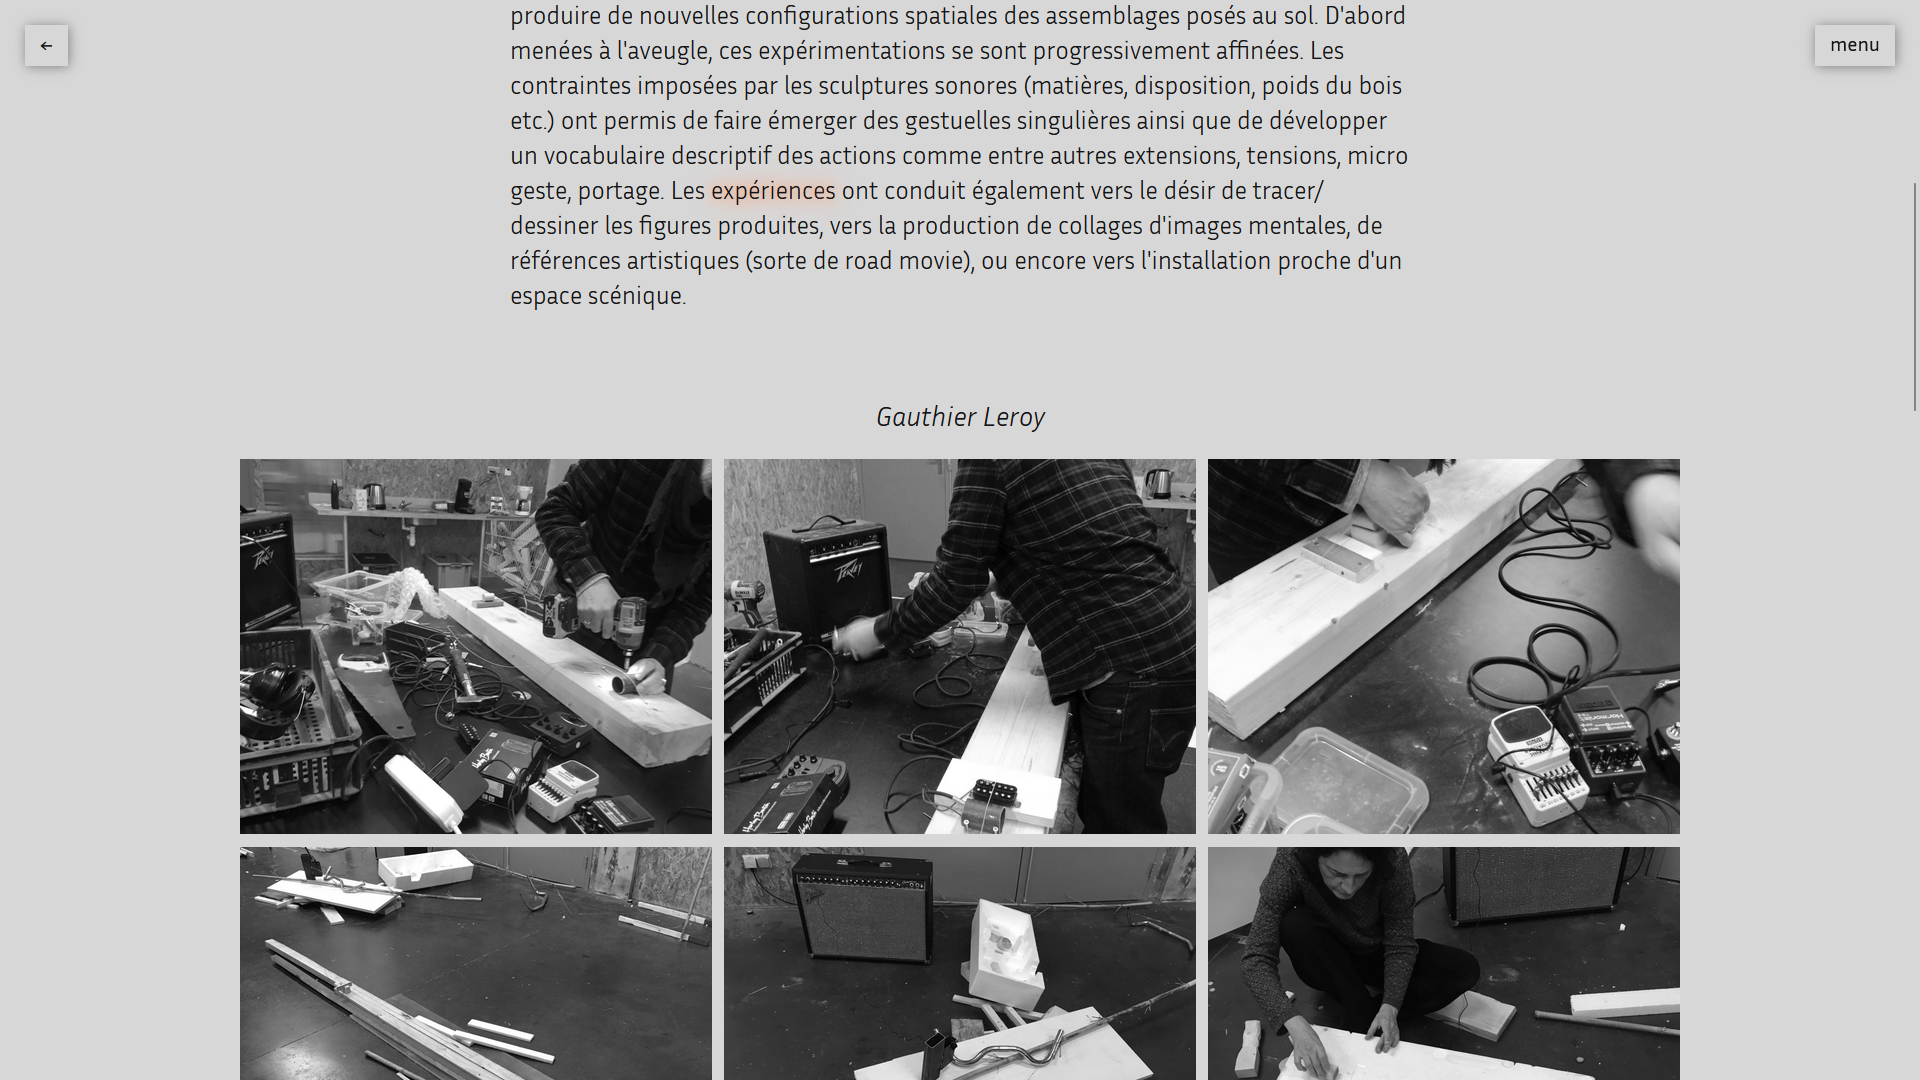 produire de nouvelles configurations spatiales des assemblages posés au sol. D'abord
menées à l'aveugle, ces expérimentations se sont progressivement affinées. Les
contraintes imposées par les sculptures sonores (matières, disposition, poids du bois
etc.) ont permis de faire émerger des gestuelles singulières ainsi que de développer
un vocabulaire descriptif des actions comme entre autres extensions, tensions, micro
geste, portage. Les expériences ont conduit également vers le désir de tracer/
dessiner les figures produites, vers la production de collages d'images mentales, de
références artistiques (sorte de road movie), ou encore vers l'installation proche d'un
espace scénique.
←
menu
Gauthier Leroy
PEAVEY
PEAVEY
Harley Benton